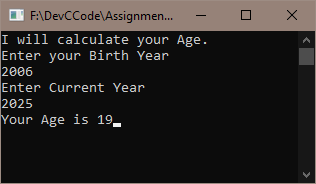 F:\DevCCode\Assignmen...
I will calculate your Age.
Enter your Birth Year
2006
Enter Current Year
2025
Your Age is 19